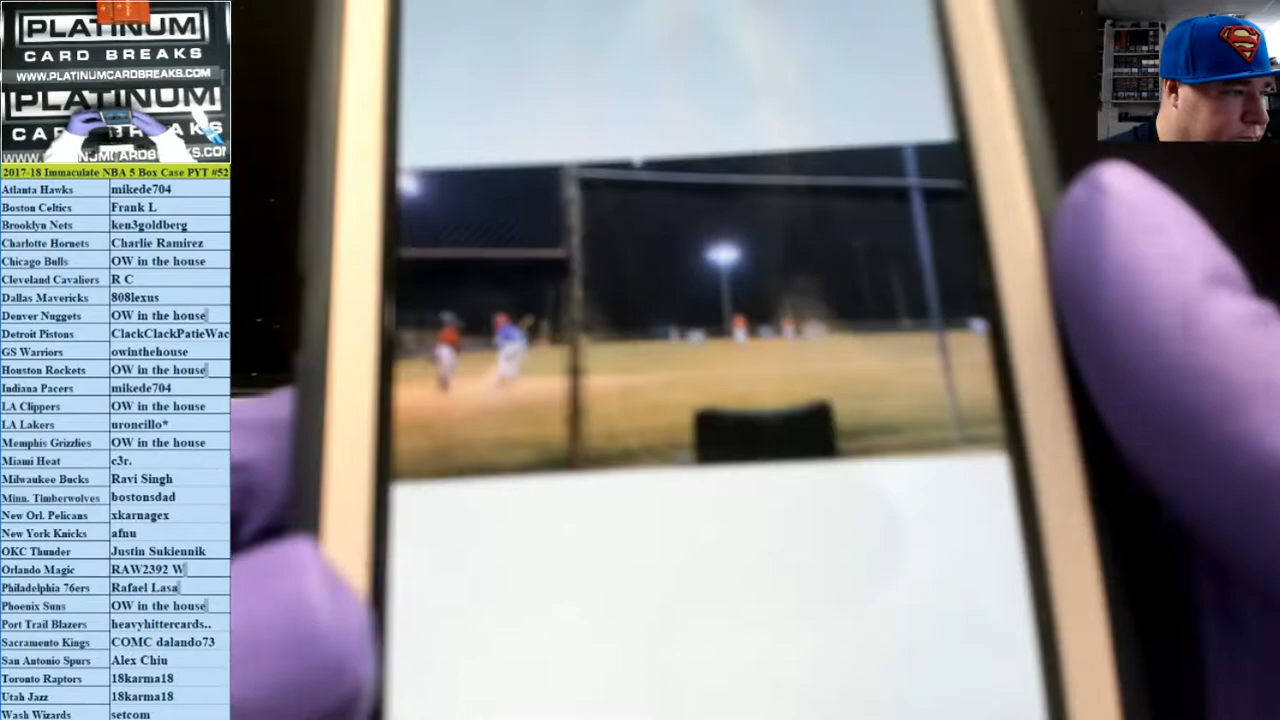 PLATINUM
CARD BREAKS
WWW.PLATINUMCARDBREAKS.COM
PLATINUM
2017-18 Immaculate NBA 5 Box Case PYT #52
Atlanta Hawks mikede704
Boston Celtics Frank L
Brooklyn Nets ken3goldberg
Charlotte Hornets Charlie Ramirez
Chicago Bulls OW in the house
Cleveland Cavaliers R C
Dallas Mavericks 808lexus
Denver Nuggets OW in the house
Detroit Pistons ClackClackPatieWac
GS Warriors owinthehouse
Houston Rockets OW in the house
Indiana Pacers mikede704
LA Clippers OW in the house
LA Lakers uroncillo*
Memphis Grizzlies OW in the house
Miami Heat c3r.
Milwaukee Bucks Ravi Singh
Minn. Timberwolves bostonsdad
New Orl. Pelicans xkarnagex
New York Knicks afnu
OKC Thunder Justin Sukiennik
Orlando Magic RAW2392 W
Philadelphia 76ers Rafael Lasa
Phoenix Suns OW in the house
Port Trail Blazers heavyhittercards..
Sacramento Kings COMC dalando73
San Antonio Spurs Alex Chiu
Toronto Raptors 18karma18
Utah Jazz 18karma18
Wash Wizards setcom